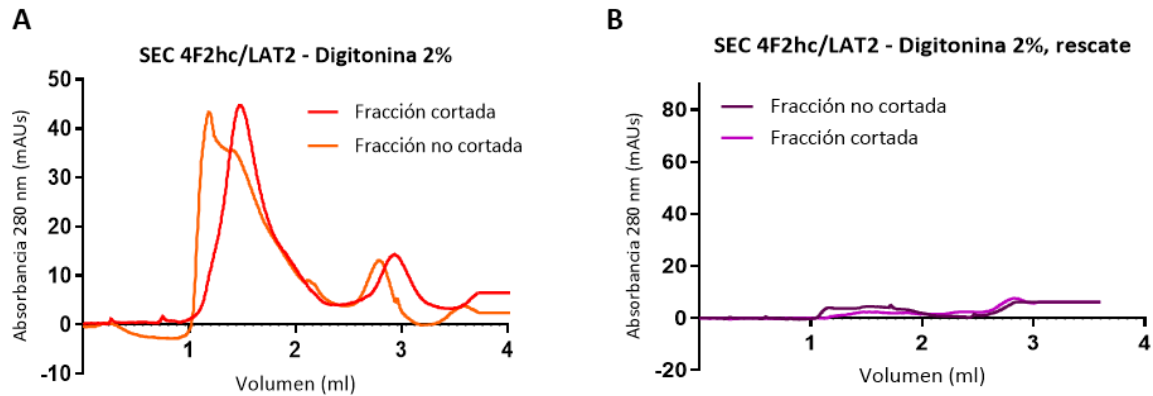 A
SEC 4F2hc/LAT2 - Digitonina 2%
Absorbancia 280 nm (mAUs)
50
40
30
20
10
0
-10
1
2
3
4
Volumen (ml)
Fracción cortada
Fracción no cortada
B
SEC 4F2hc/LAT2 - Digitonina 2%, rescate
Absorbancia 280 nm (mAUs)
80
60
40
20
0
-20
1
2
3
4
Volumen (ml)
Fracción no cortada
Fracción cortada